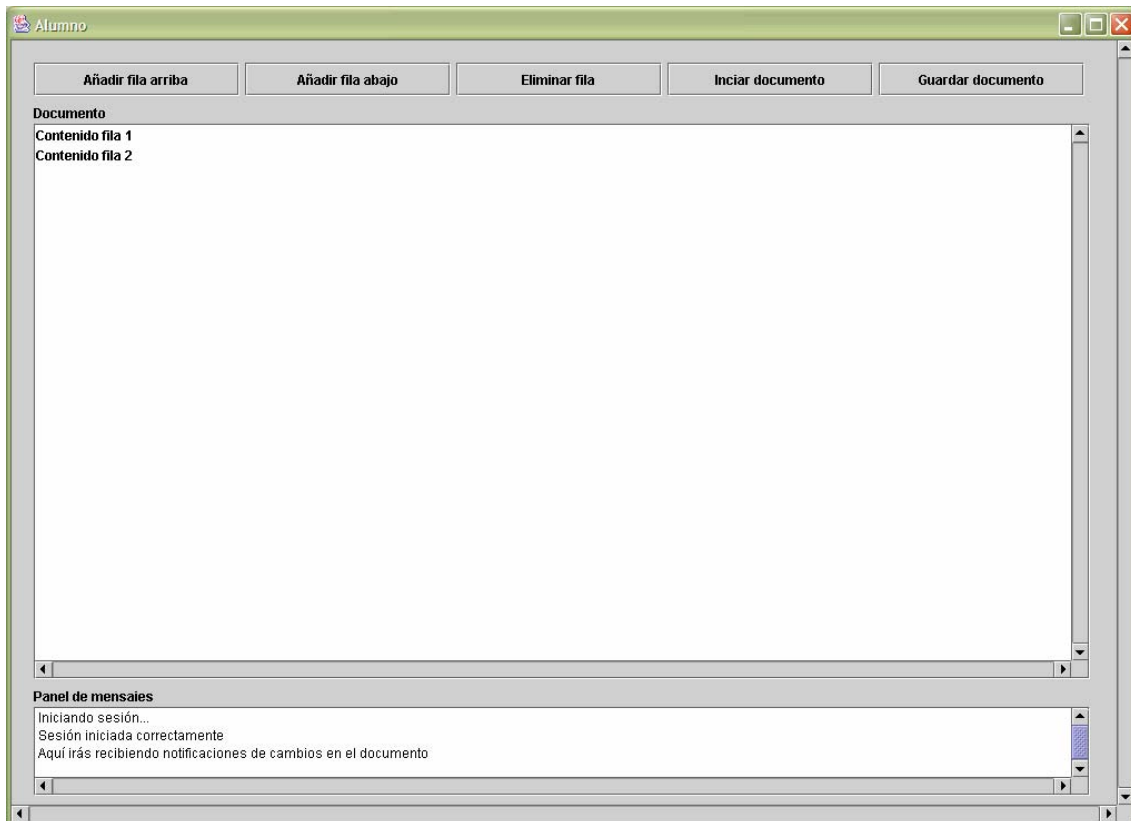 Alumno
Añadir fila arriba Añadir fila abajo Eliminar fila Inciar documento Guardar documento
Documento
Contenido fila 1
Contenido fila 2
Panel de mensajes
Iniciando sesión...
Sesión iniciada correctamente
Aquí irás recibiendo notificaciones de cambios en el documento